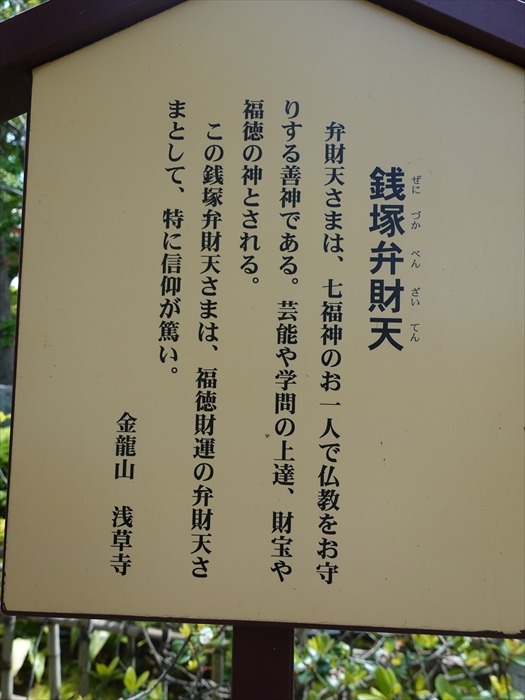 銭塚弁財天
ぜに づか べん ざい てん
弁財天さまは、七福神のお一人で仏教をお守
りする善神である。芸能や学問の上達、財宝や
福徳の神とされる。
この銭塚弁財天さまは、福徳財運の弁財天さ
まとして、特に信仰が篤い。
金龍山 浅草寺